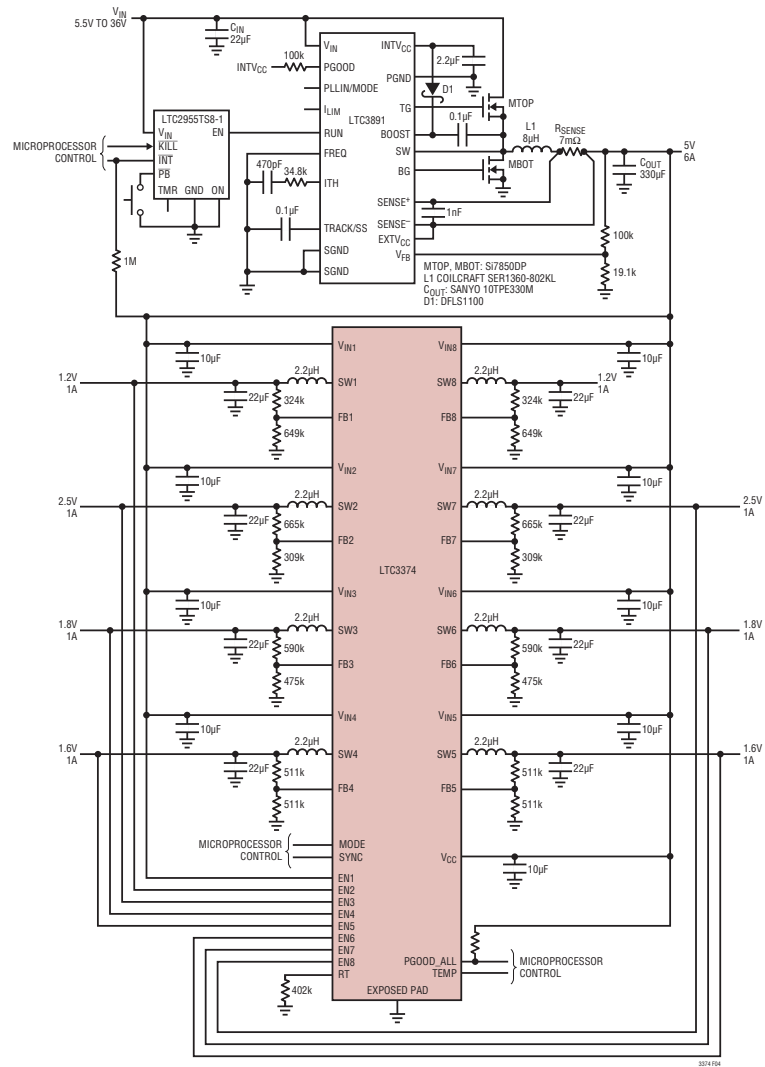 VIN
5.5V TO 36V
CIN
22µF
INTVCC
100k
VIN
PGOOD
PLLIN/MODE
ILIM
RUN
FREQ
ITH
TRACK/SS
SGND
SGND
LTC3891
INTVCC
PGND
TG
BOOST
SW
BG
SENSE+
SENSE–
EXTVCC
VFB
2.2µF
D1
0.1µF
MTOP
MBOT
L1
8µH
RSENSE
7mΩ
5V
6A
COUT
330µF
1nF
100k
19.1k
LTC2955TS8-1
VIN
EN
KILL
INT
PB
TMR
GND
ON
MICROPROCESSOR
CONTROL
470pF
34.8k
0.1µF
1M
MTOP, MBOT: Si7850DP
L1 COILCRAFT SER1360-802KL
COUT: SANYO 10TPE330M
D1: DFLS1100
VIN1
10µF
1.2V
1A
2.2µH
SW1
22µF
324k
FB1
649k
VIN2
10µF
2.5V
1A
2.2µH
SW2
22µF
665k
FB2
309k
VIN3
10µF
1.8V
1A
2.2µH
SW3
22µF
590k
FB3
475k
VIN4
10µF
1.6V
1A
2.2µH
SW4
22µF
511k
FB4
511k
MICROPROCESSOR
CONTROL
MODE
SYNC
EN1
EN2
EN3
EN4
EN5
EN6
EN7
EN8
RT
402k
LTC3374
VIN8
10µF
2.2µH
SW8
1.2V
1A
22µF
324k
FB8
649k
VIN7
10µF
2.2µH
SW7
2.5V
1A
22µF
665k
FB7
309k
VIN6
10µF
2.2µH
SW6
1.8V
1A
22µF
590k
FB6
475k
VIN5
10µF
2.2µH
SW5
1.6V
1A
22µF
511k
FB5
511k
VCC
10µF
PGOOD_ALL
TEMP
MICROPROCESSOR
CONTROL
EXPOSED PAD
3374 F04